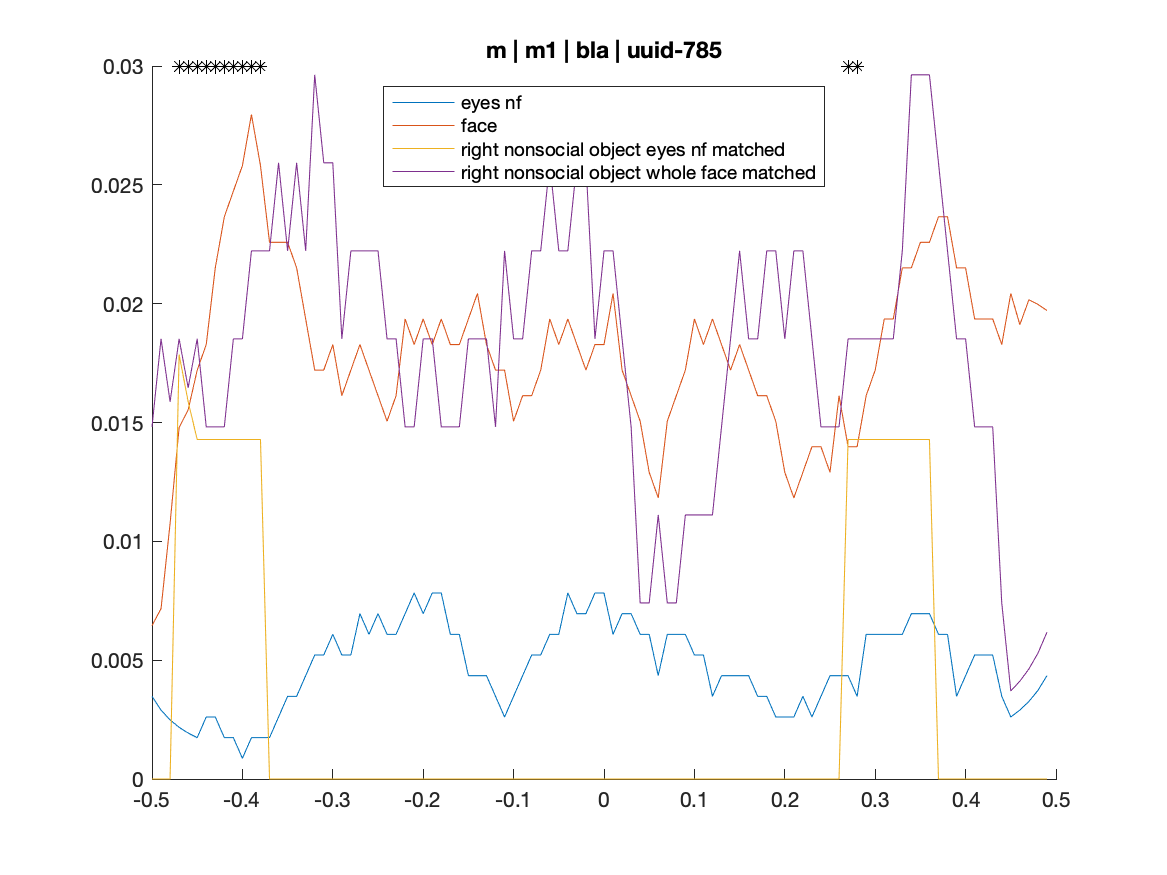 m | m1 | bla | uuid-785
0.03
0.025
0.02
0.015
0.01
0.005
0
eyes nf
face
right nonsocial object eyes nf matched
right nonsocial object whole face matched
-0.5 -0.4 -0.3 -0.2 -0.1 0 0.1 0.2 0.3 0.4 0.5